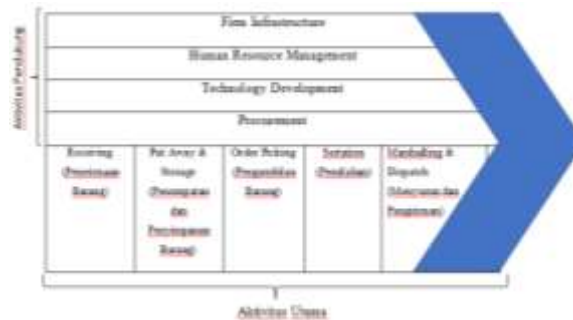 Aktivitas Pendukung
Firm Infrastructure
Human Resource Management
Technology Development
Procurement
Receiving
(Penerimaan
Barang)
Put Away &
Storage
(Penempatan
dan
Penyimpanan
Barang)
Order Picking
(Pengambilan
Barang)
Sortation
(Pemilahan)
Marshalling &
Dispatch
(Menyusun dan
Pengiriman)
Aktivitas Utama